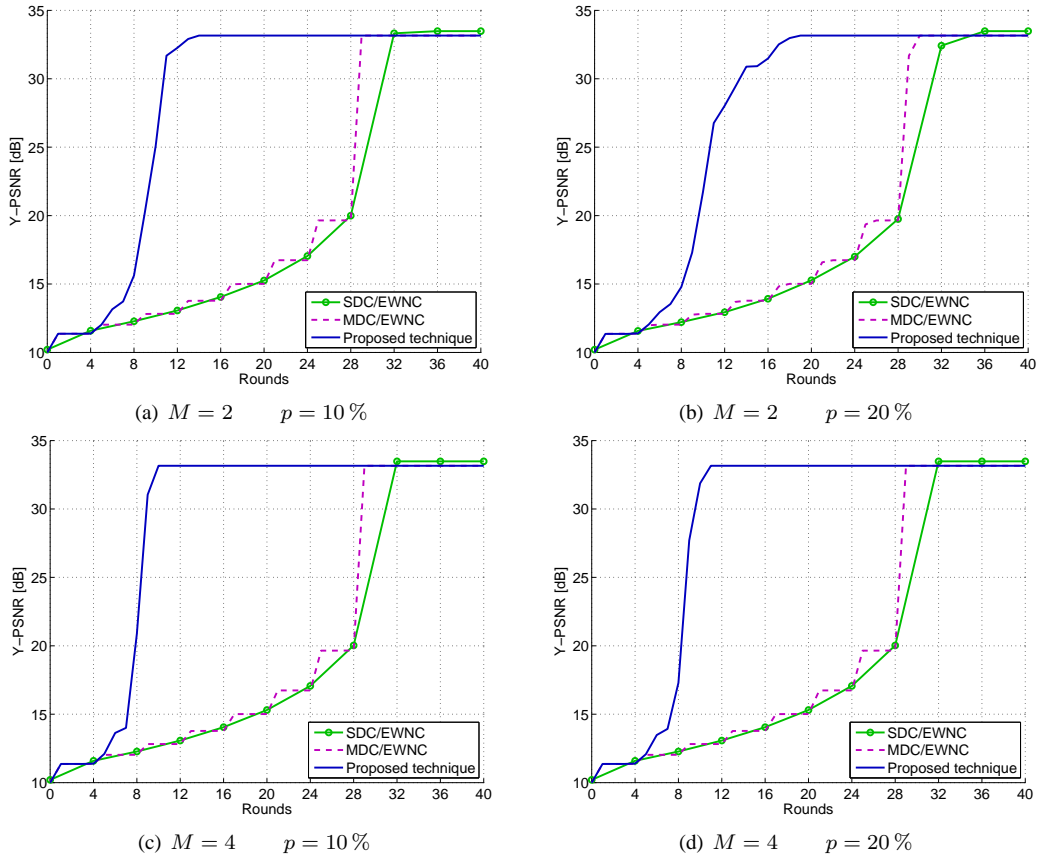 35
30
25
20
15
10
Y−PSNR [dB]
0 4 8 12 16 20 24 28 32 36 40
Rounds
SDC/EWNC
MDC/EWNC
Proposed technique
(a) M = 2 p = 10 %
35
30
25
20
15
10
Y−PSNR [dB]
0 4 8 12 16 20 24 28 32 36 40
Rounds
SDC/EWNC
MDC/EWNC
Proposed technique
(b) M = 2 p = 20 %
35
30
25
20
15
10
Y−PSNR [dB]
0 4 8 12 16 20 24 28 32 36 40
Rounds
SDC/EWNC
MDC/EWNC
Proposed technique
(c) M = 4 p = 10 %
35
30
25
20
15
10
Y−PSNR [dB]
0 4 8 12 16 20 24 28 32 36 40
Rounds
SDC/EWNC
MDC/EWNC
Proposed technique
(d) M = 4 p = 20 %